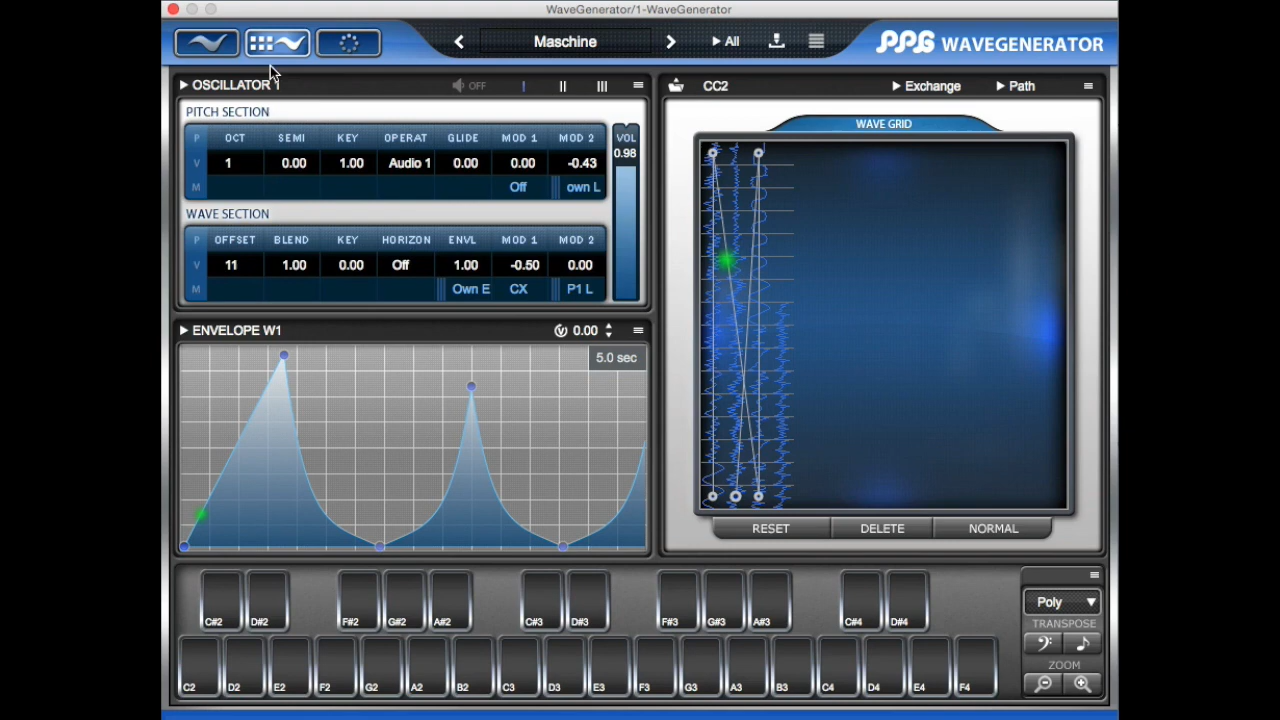 WaveGenerator/1-WaveGenerator
Maschine
All
PPG WAVEGENERATOR
OSCILLATOR 1
OFF
I II III
CC2
Exchange
Path
PITCH SECTION
P OCT SEMI KEY OPERAT GLIDE MOD 1 MOD 2
V 1 0.00 1.00 Audio 1 0.00 0.00 -0.43
M Off own L
VOL
0.98
WAVE SECTION
P OFFSET BLEND KEY HORIZON ENVL MOD 1 MOD 2
V 11 1.00 0.00 Off 1.00 -0.50 0.00
M Own E CX P1 L
WAVE GRID
ENVELOPE W1
0.00
5.0 sec
RESET
DELETE
NORMAL
C#2 D#2 F#2 G#2 A#2 C#3 D#3 F#3 G#3 A#3 C#4 D#4
C2 D2 E2 F2 G2 A2 B2 C3 D3 E3 F3 G3 A3 B3 C4 D4 E4 F4
Poly
TRANSPOSE
ZOOM